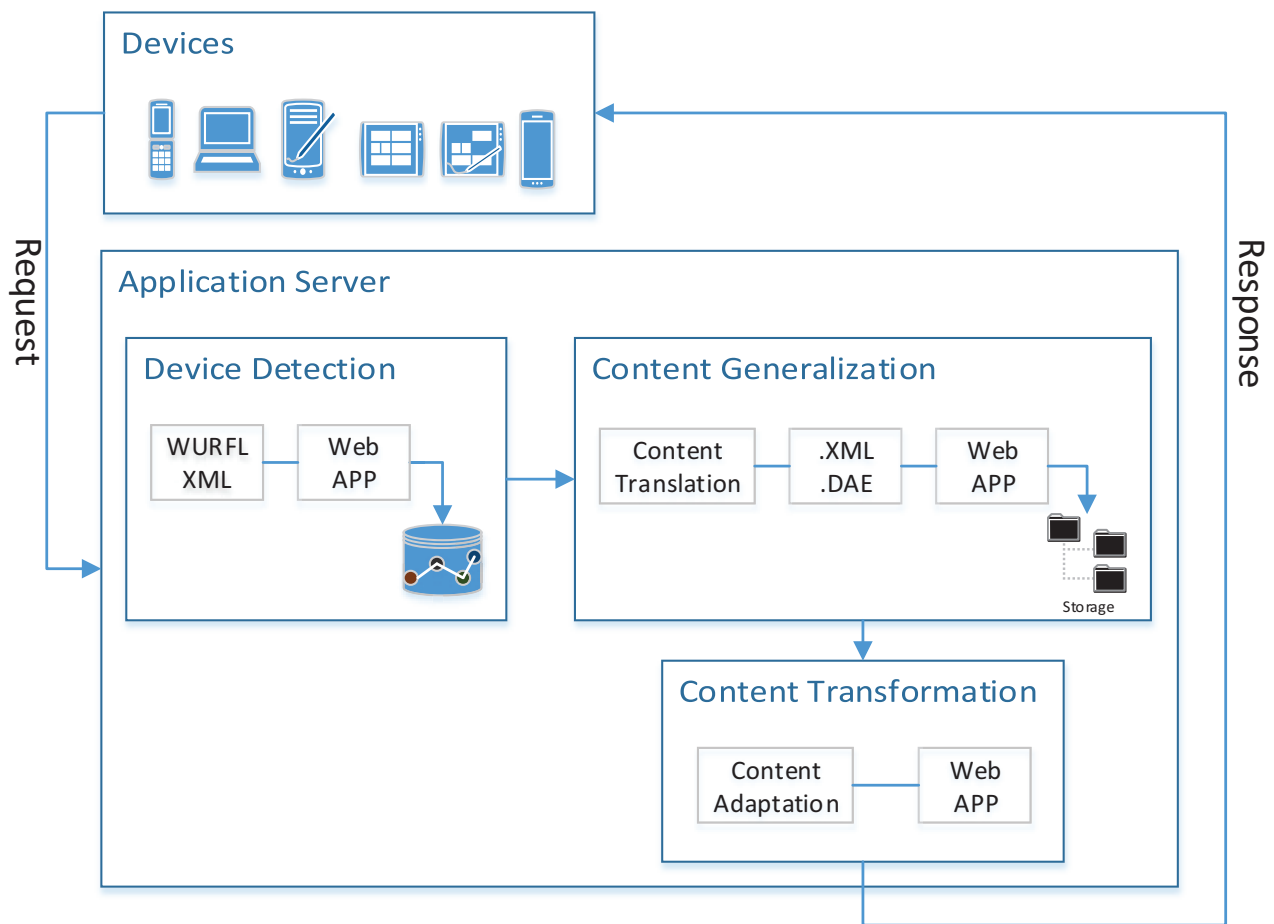 Devices
Request
Response
Application Server
Device Detection
WURFL
XML
Web
APP
Content Generalization
Content
Translation
.XML
.DAE
Web
APP
Storage
Content Transformation
Content
Adaptation
Web
APP